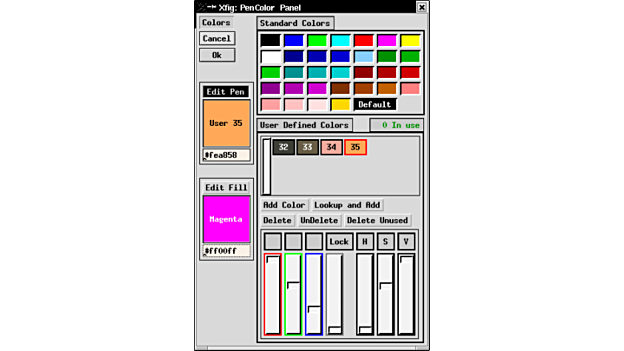 Xfig: PenColor Panel
Colors
Cancel
Ok
Edit Pen
User 35
#fea858
Edit Fill
Magenta
#ff00ff
Standard Colors
Default
User Defined Colors
0 In use
32 33 34 35
Add Color Lookup and Add
Delete UnDelete Delete Unused
Lock H S V